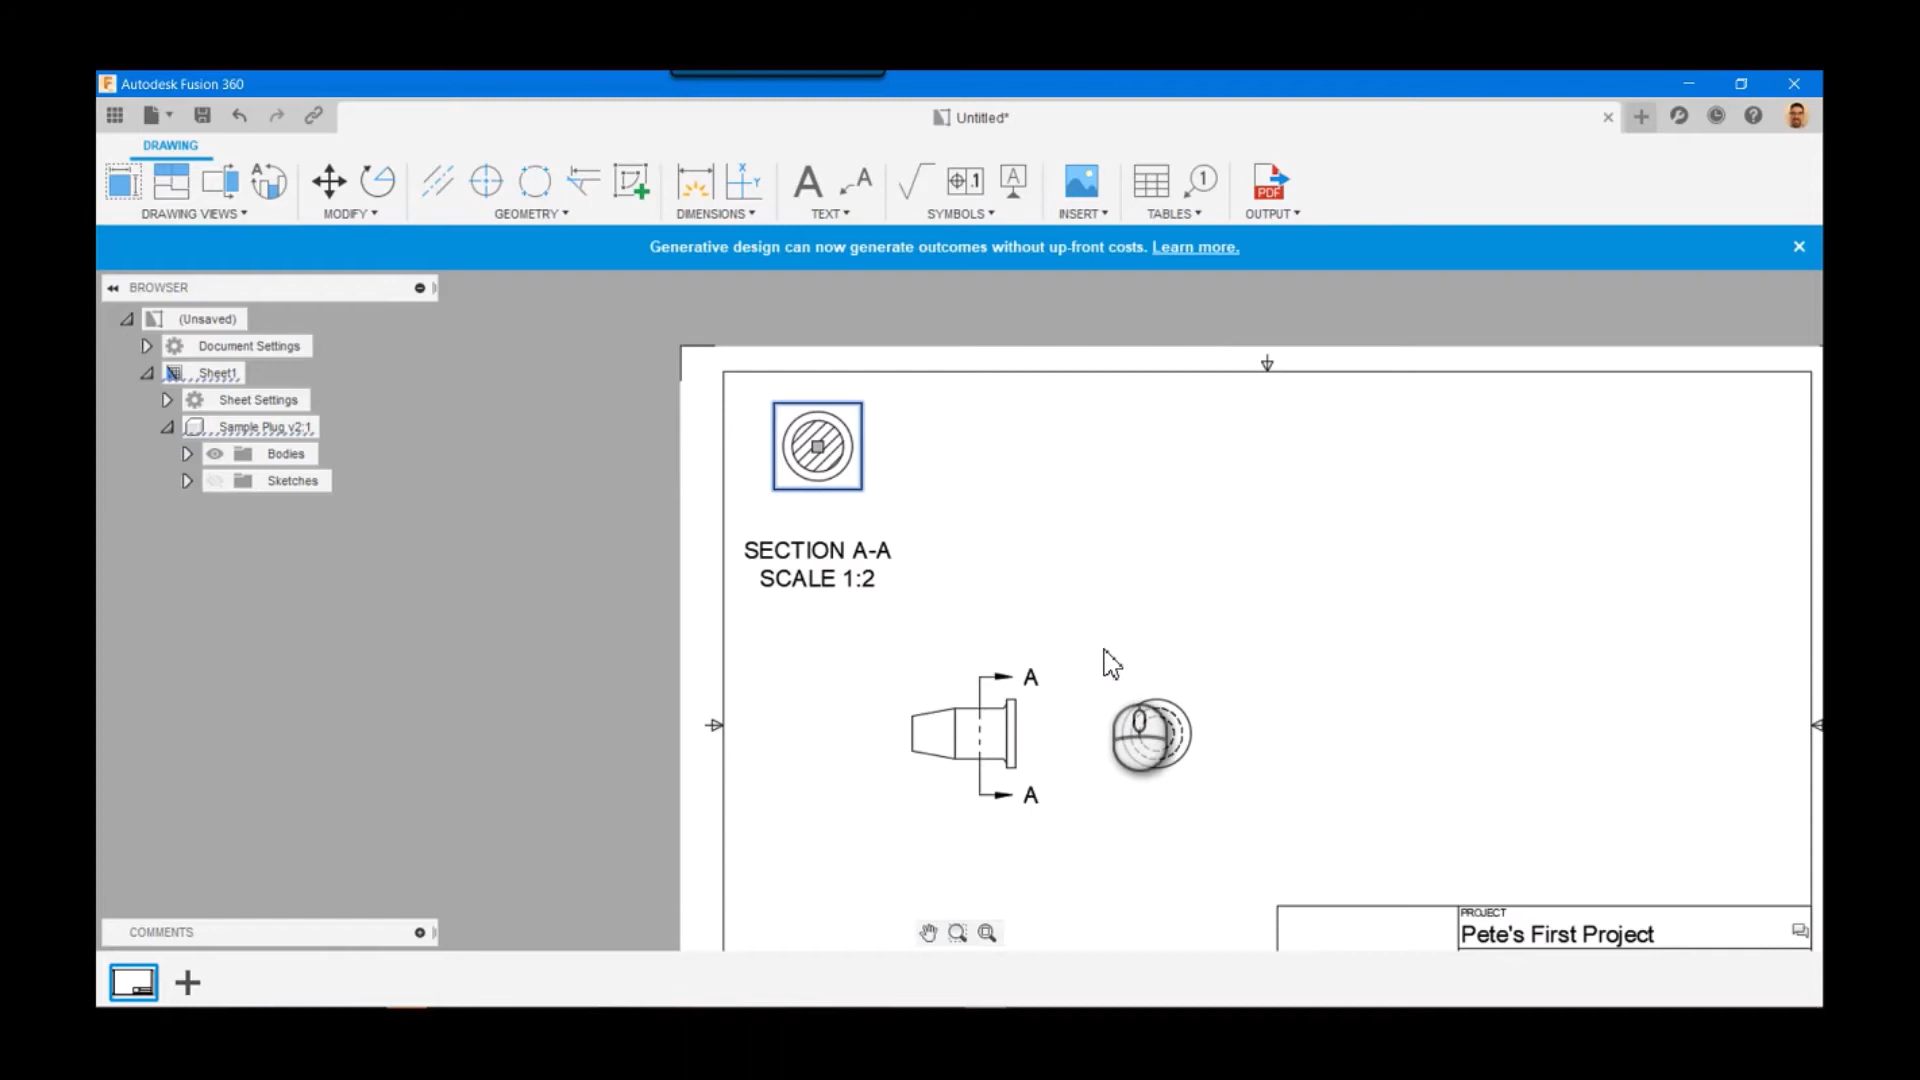 Autodesk Fusion 360
Untitled*
DRAWING
DRAWING VIEWS
MODIFY
GEOMETRY
DIMENSIONS
TEXT
SYMBOLS
INSERT
TABLES
OUTPUT
Generative design can now generate outcomes without up-front costs. Learn more.
BROWSER
(Unsaved)
Document Settings
Sheet1
Sheet Settings
Sample Plug v2:1
Bodies
Sketches
SECTION A-A
SCALE 1:2
A
A
PROJECT
Pete's First Project
COMMENTS